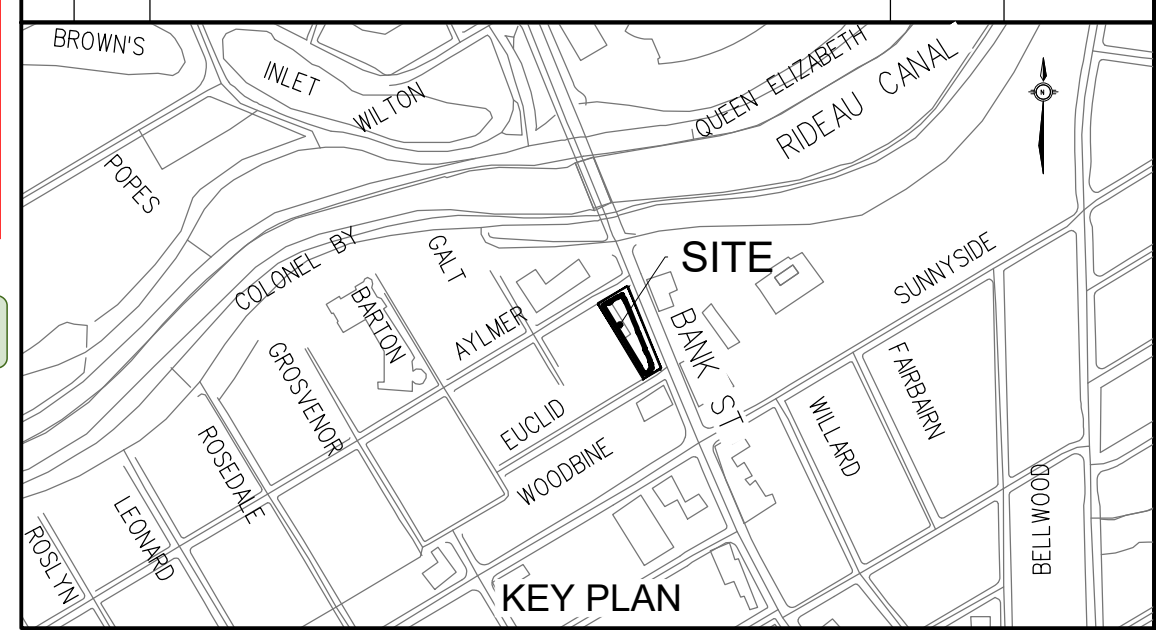 BROWN'S
INLET
WILTON
QUEEN ELIZABETH
RIDEAU CANAL
N
POPES
COLONEL BY
GALT
SITE
SUNNYSIDE
BARTON
AYLMER
BANK ST
GROSVENOR
FAIRBAIRN
EUCLID
WILLARD
ROSEDALE
WOODBINE
LEONARD
BELLWOOD
ROSLYN
KEY PLAN